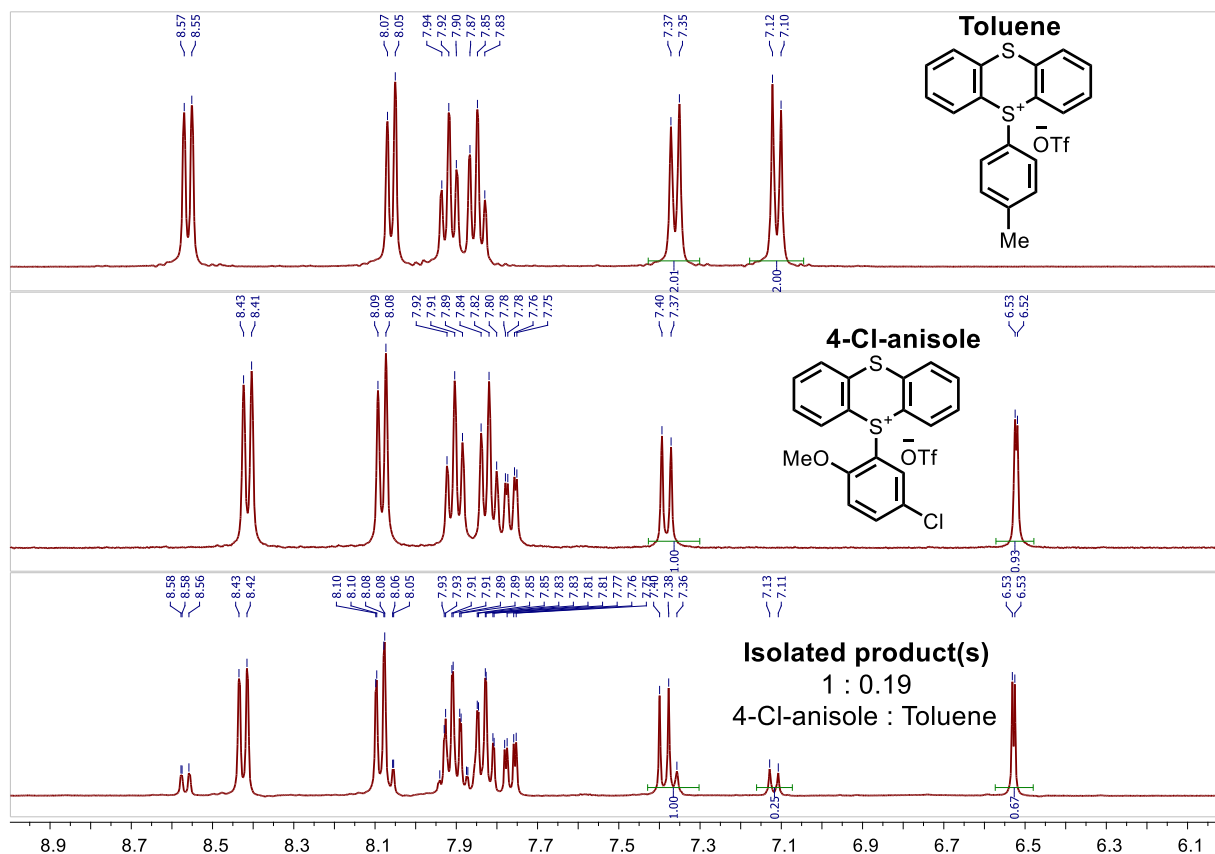 8.57 8.55 8.07 8.05 7.94 7.92 7.90 7.87 7.85 7.83 7.37 7.35 7.12 7.10
Toluene
S
S+
−
OTf
Me
2.01 2.00
8.43 8.41 8.09 8.08 7.92 7.91 7.89 7.84 7.82 7.80 7.78 7.78 7.76 7.75 7.40 7.37 6.53 6.52
4-Cl-anisole
S
S+
−
MeO OTf
Cl
1.00 0.93
8.58 8.58 8.56 8.43 8.42 8.10 8.10 8.08 8.08 8.06 8.05 7.93 7.93 7.91 7.91 7.89 7.89 7.85 7.85 7.83 7.83 7.81 7.81 7.77 7.76 7.75 7.40 7.38 7.36 7.13 7.11 6.53 6.53
Isolated product(s)
1 : 0.19
4-Cl-anisole : Toluene
1.00 0.25 0.67
8.9 8.7 8.5 8.3 8.1 7.9 7.7 7.5 7.3 7.1 6.9 6.7 6.5 6.3 6.1